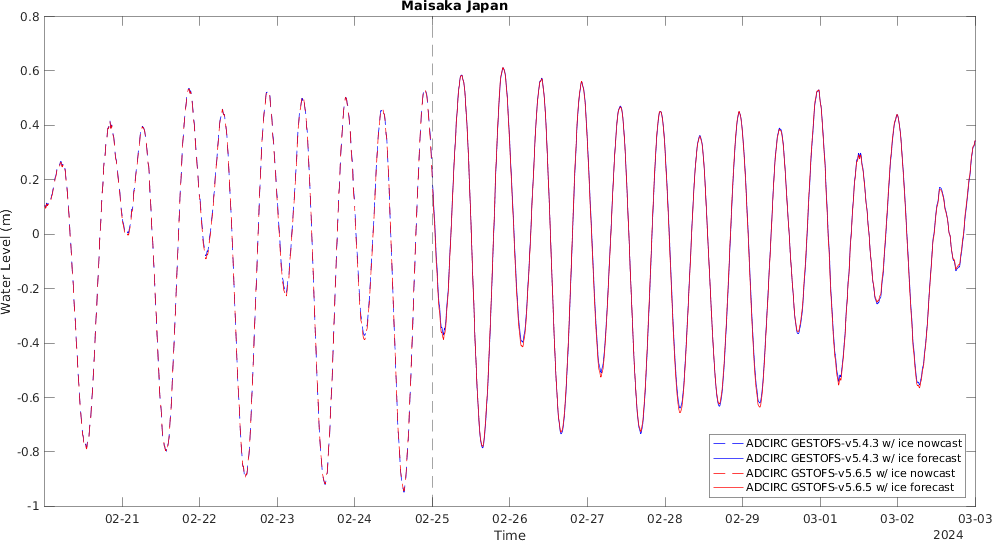 Maisaka Japan
0.8
0.6
0.4
0.2
0
-0.2
-0.4
-0.6
-0.8
-1
Water Level (m)
ADCIRC GESTOFS-v5.4.3 w/ ice nowcast
ADCIRC GESTOFS-v5.4.3 w/ ice forecast
ADCIRC GSTOFS-v5.6.5 w/ ice nowcast
ADCIRC GSTOFS-v5.6.5 w/ ice forecast
02-21 02-22 02-23 02-24 02-25 02-26 02-27 02-28 02-29 03-01 03-02 03-03
Time
2024